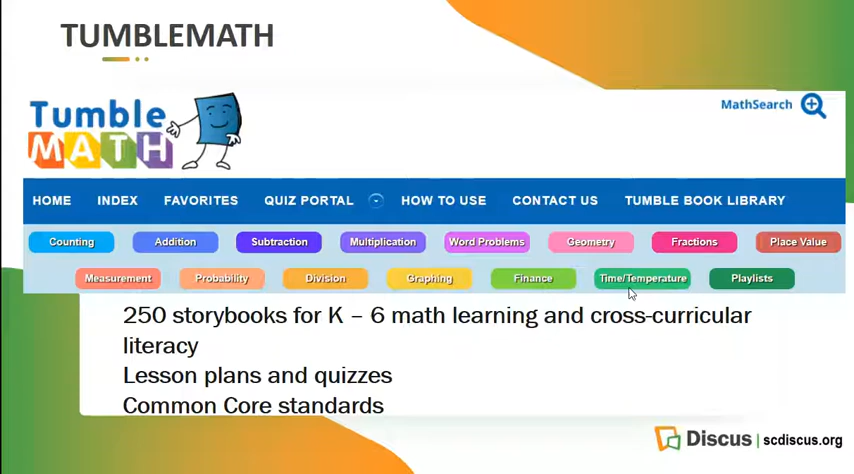 TUMBLEMATH
Tumble
MATH
MathSearch
HOME INDEX FAVORITES QUIZ PORTAL HOW TO USE CONTACT US TUMBLE BOOK LIBRARY
Counting Addition Subtraction Multiplication Word Problems Geometry Fractions Place Value
Measurement Probability Division Graphing Finance Time/Temperature Playlists
250 storybooks for K – 6 math learning and cross-curricular
literacy
Lesson plans and quizzes
Common Core standards
Discus | scdiscus.org